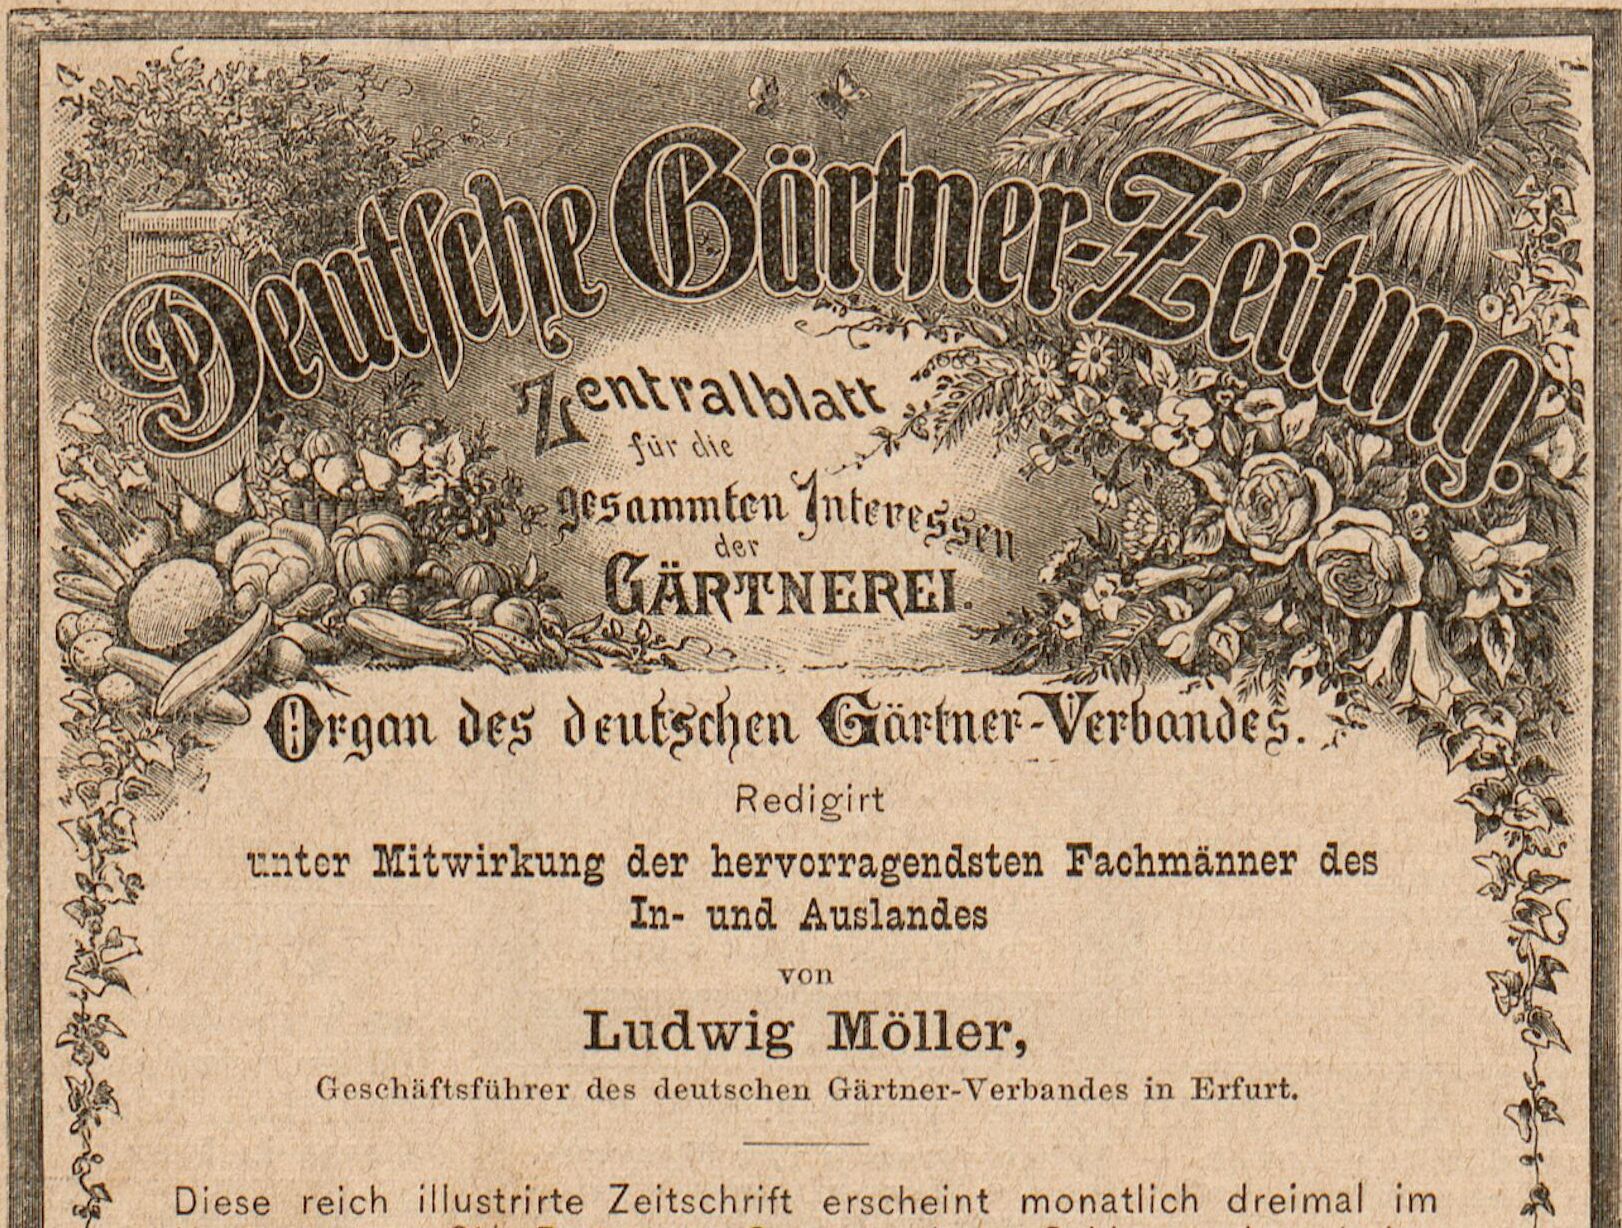 Deutsche Gärtner-Zeitung.
Zentralblatt
für die
gesammten Interessen
der
GÄRTNEREI.
Organ des deutschen Gärtner-Verbandes.
Redigirt
unter Mitwirkung der hervorragendsten Fachmänner des
In- und Auslandes
von
Ludwig Möller,
Geschäftsführer des deutschen Gärtner-Verbandes in Erfurt.
Diese reich illustrirte Zeitschrift erscheint monatlich dreimal im